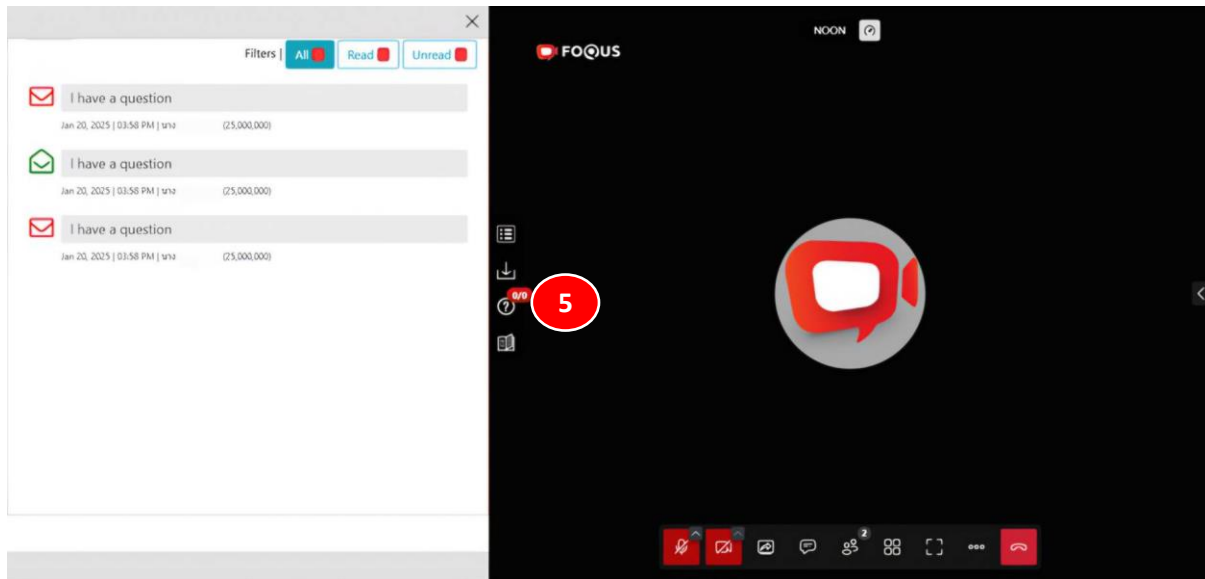 Filters | All Read Unread
I have a question
Jan 20, 2025 | 03:58 PM | นาง (25,000,000)
I have a question
Jan 20, 2025 | 03:58 PM | นาง (25,000,000)
I have a question
Jan 20, 2025 | 03:58 PM | นาง (25,000,000)
NOON
FOQUS
0/0
5
2